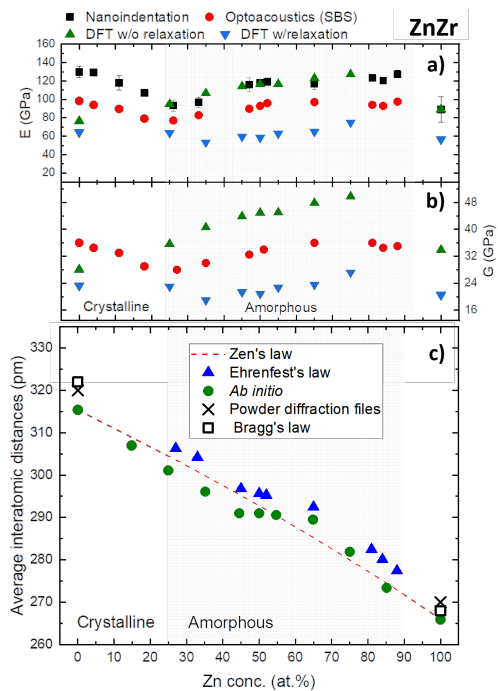 Nanoindentation Optoacoustics (SBS) ZnZr
DFT w/o relaxation DFT w/relaxation
160
140
120
100
80
60
40
20
0
E (GPa)
a)
48
36
24
12
G (GPa)
b)
Crystalline Amorphous
330
320
310
300
290
280
270
260
Average interatomic distances (pm)
c)
Zen's law
Ehrenfest's law
Ab initio
Powder diffraction files
Bragg's law
Crystalline Amorphous
0 10 20 30 40 50 60 70 80 90 100
Zn conc. (at.%)